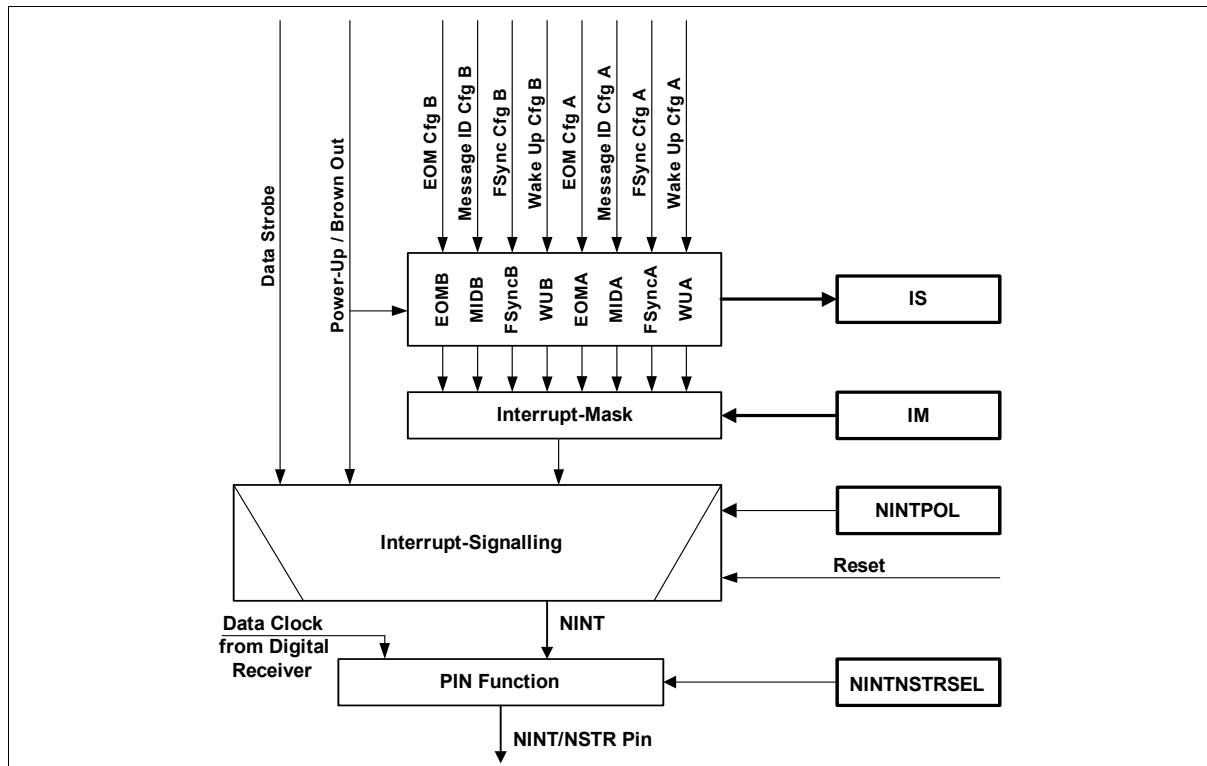 Data Strobe
Power-Up / Brown Out
EOM Cfg B
Message ID Cfg B
FSync Cfg B
Wake Up Cfg B
EOM Cfg A
Message ID Cfg A
FSync Cfg A
Wake Up Cfg A
EOMB
MIDB
FSyncB
WUB
EOMA
MIDA
FSyncA
WUA
IS
Interrupt-Mask
IM
Interrupt-Signalling
NINTPOL
Reset
Data Clock
from Digital
Receiver
NINT
PIN Function
NINTNSTRSEL
NINT/NSTR Pin